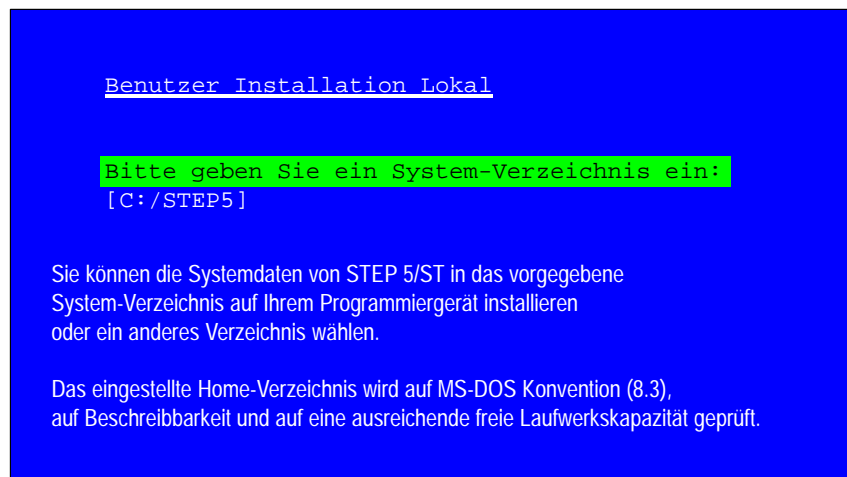 Benutzer Installation Lokal
Bitte geben Sie ein System-Verzeichnis ein:
[C:/STEP5]
Sie können die Systemdaten von STEP 5/ST in das vorgegebene
System-Verzeichnis auf Ihrem Programmiergerät installieren
oder ein anderes Verzeichnis wählen.
Das eingestellte Home-Verzeichnis wird auf MS-DOS Konvention (8.3),
auf Beschreibbarkeit und auf eine ausreichende freie Laufwerkskapazität geprüft.